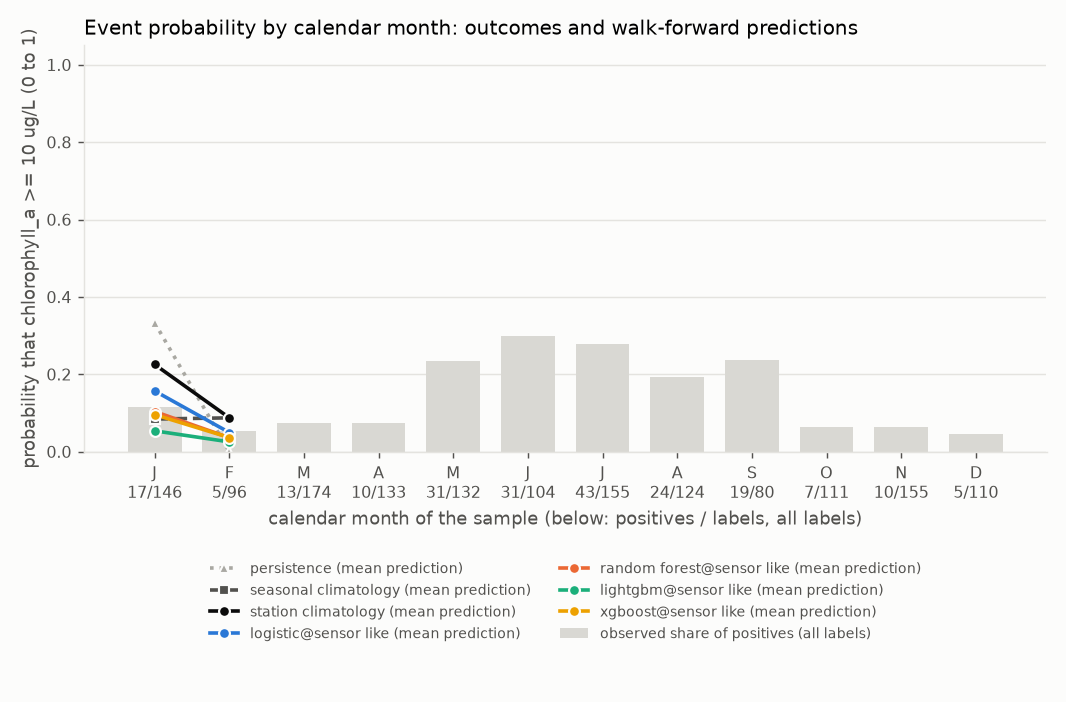 Event probability by calendar month: outcomes and walk-forward predictions
probability that chlorophyll_a >= 10 ug/L (0 to 1)
1.0
0.8
0.6
0.4
0.2
0.0
J F M A M J J A S O N D
17/146 5/96 13/174 10/133 31/132 31/104 43/155 24/124 19/80 7/111 10/155 5/110
calendar month of the sample (below: positives / labels, all labels)
persistence (mean prediction)
seasonal climatology (mean prediction)
station climatology (mean prediction)
logistic@sensor like (mean prediction)
random forest@sensor like (mean prediction)
lightgbm@sensor like (mean prediction)
xgboost@sensor like (mean prediction)
observed share of positives (all labels)